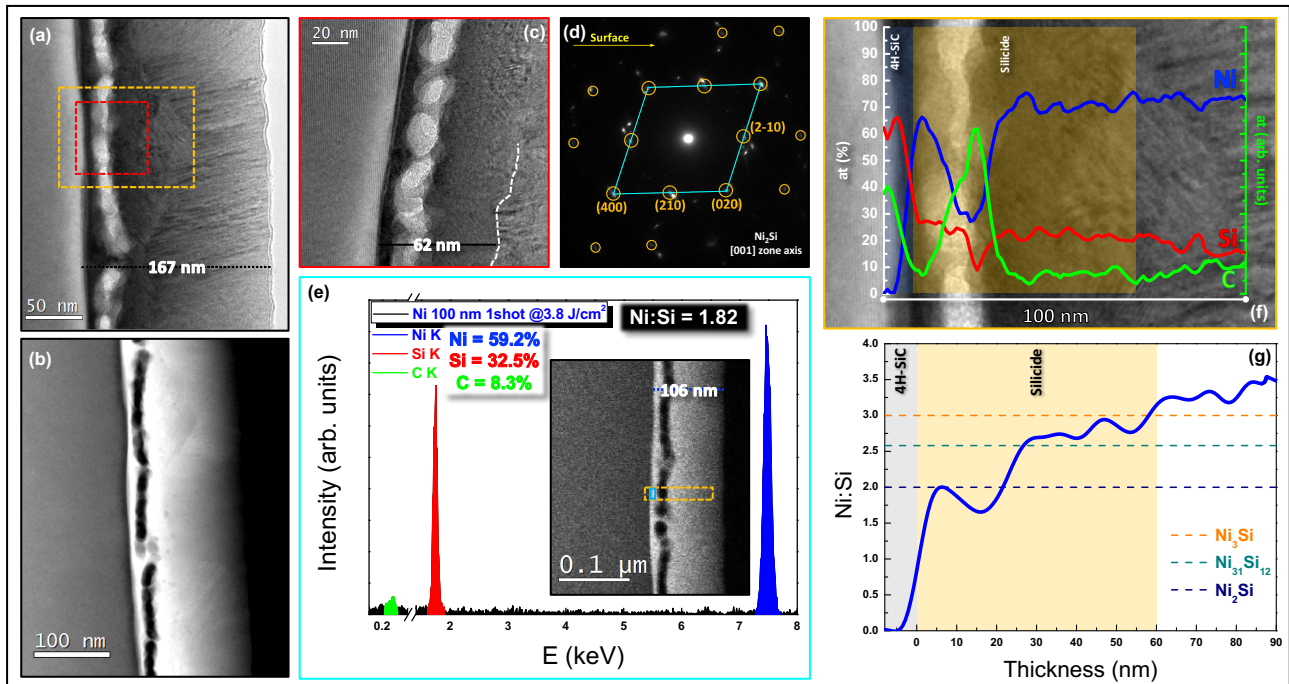 (a)
167 nm
50 nm
(b)
100 nm
20 nm
(c)
62 nm
(d)
Surface
(2-10)
(400)
(210)
(020)
Ni₂Si
[001] zone axis
(e)
Ni 100 nm 1shot @3.8 J/cm²
Ni K
Si K
C K
Ni = 59.2%
Si = 32.5%
C = 8.3%
Ni:Si = 1.82
106 nm
0.1 µm
Intensity (arb. units)
0.2
2
3
4
5
6
7
8
E (keV)
4H-SiC
Silicide
Ni
Si
C
100
90
80
70
60
50
40
30
20
10
0
at (%)
at (arb. units)
100 nm
(f)
(g)
4H-SiC
Silicide
4.0
3.5
3.0
2.5
2.0
1.5
1.0
0.5
0.0
Ni:Si
Ni₃Si
Ni₃₁Si₁₂
Ni₂Si
0
10
20
30
40
50
60
70
80
90
Thickness (nm)